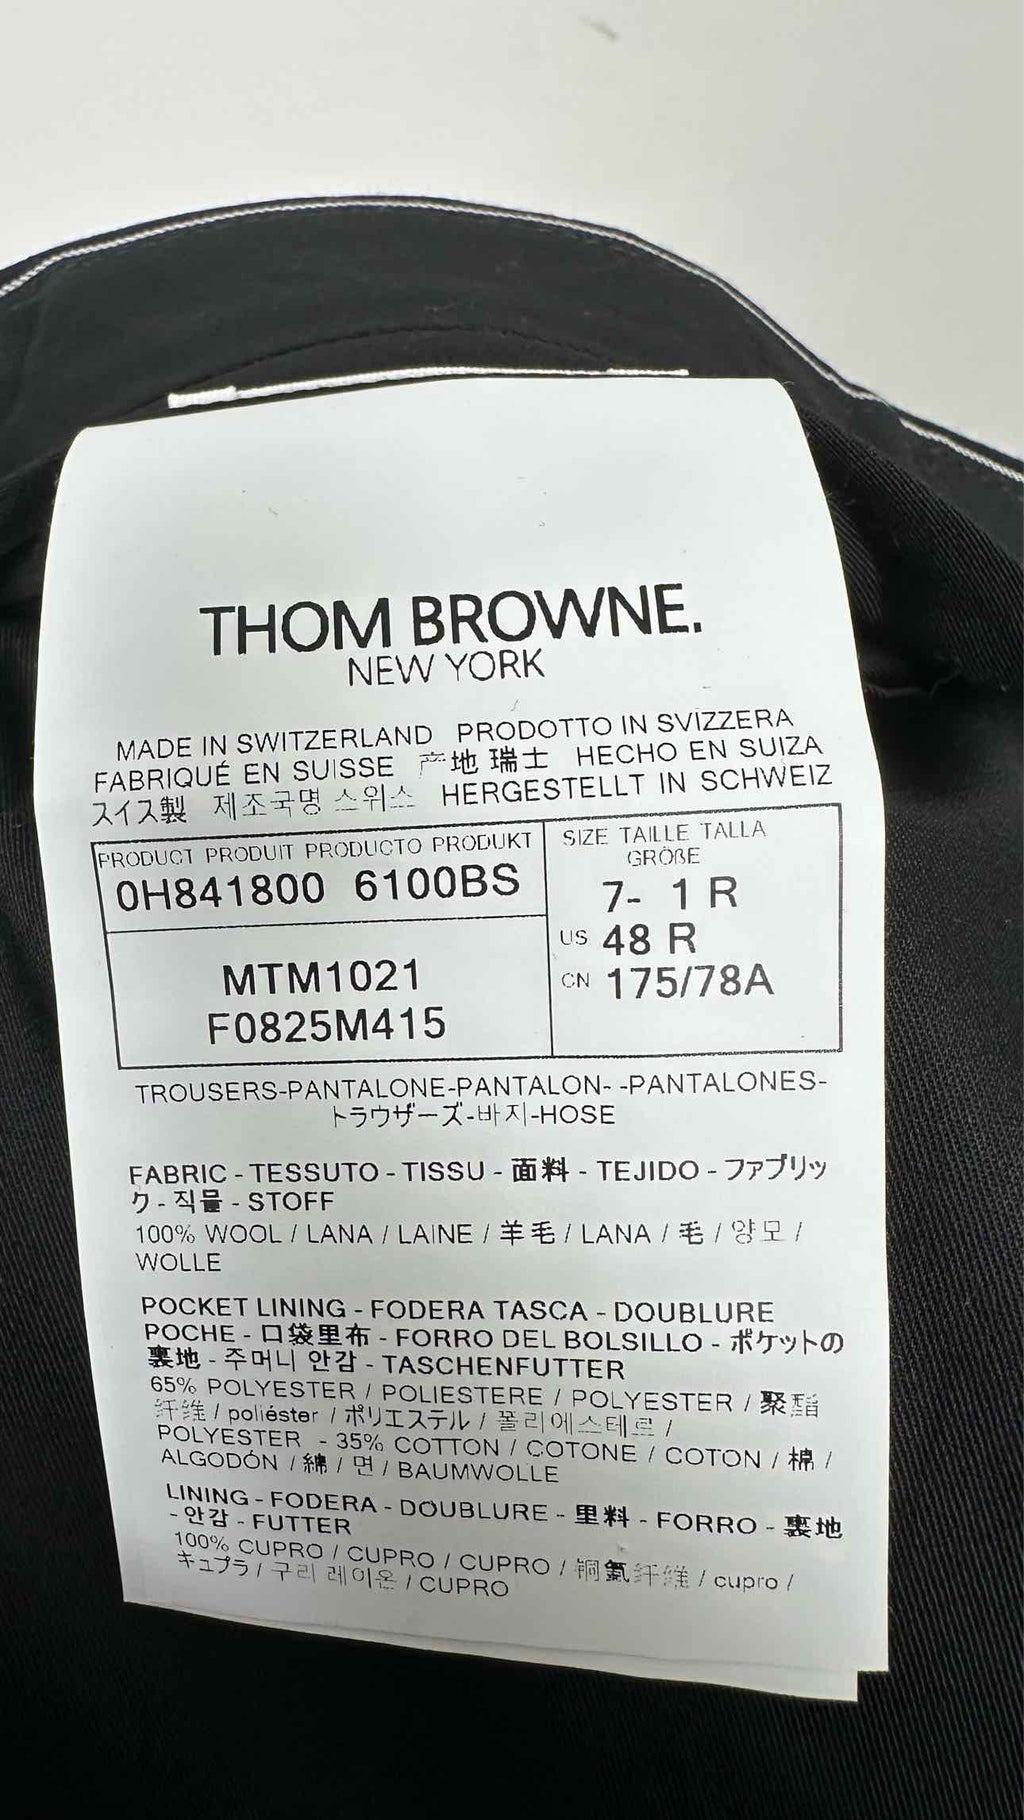 THOM BROWNE.
NEW YORK
MADE IN SWITZERLAND PRODOTTO IN SVIZZERA
FABRIQUÉ EN SUISSE 产地 瑞士 HECHO EN SUIZA
スイス製 제조국명 스위스 HERGESTELLT IN SCHWEIZ
PRODUCT PRODUIT PRODUCTO PRODUKT
0H841800 6100BS
MTM1021
F0825M415
SIZE TAILLE TALLA
GRÖßE
7- 1 R
US 48 R
CN 175/78A
TROUSERS-PANTALONE-PANTALON- -PANTALONES-
トラウザーズ-바지-HOSE
FABRIC - TESSUTO - TISSU - 面料 - TEJIDO - ファブリッ
ク - 직물 - STOFF
100% WOOL / LANA / LAINE / 羊毛 / LANA / 毛 / 양모 /
WOLLE
POCKET LINING - FODERA TASCA - DOUBLURE
POCHE - 口袋里布 - FORRO DEL BOLSILLO - ポケットの
裏地 - 주머니 안감 - TASCHENFUTTER
65% POLYESTER / POLIESTERE / POLYESTER / 聚酯
纤维 / poliéster / ポリエステル / 폴리에스테르 /
POLYESTER - 35% COTTON / COTONE / COTON / 棉 /
ALGODÓN / 綿 / 면 / BAUMWOLLE
LINING - FODERA - DOUBLURE - 里料 - FORRO - 裏地
- 안감 - FUTTER
100% CUPRO / CUPRO / CUPRO / 铜氨纤维 / cupro /
キュプラ / 구리 레이온 / CUPRO